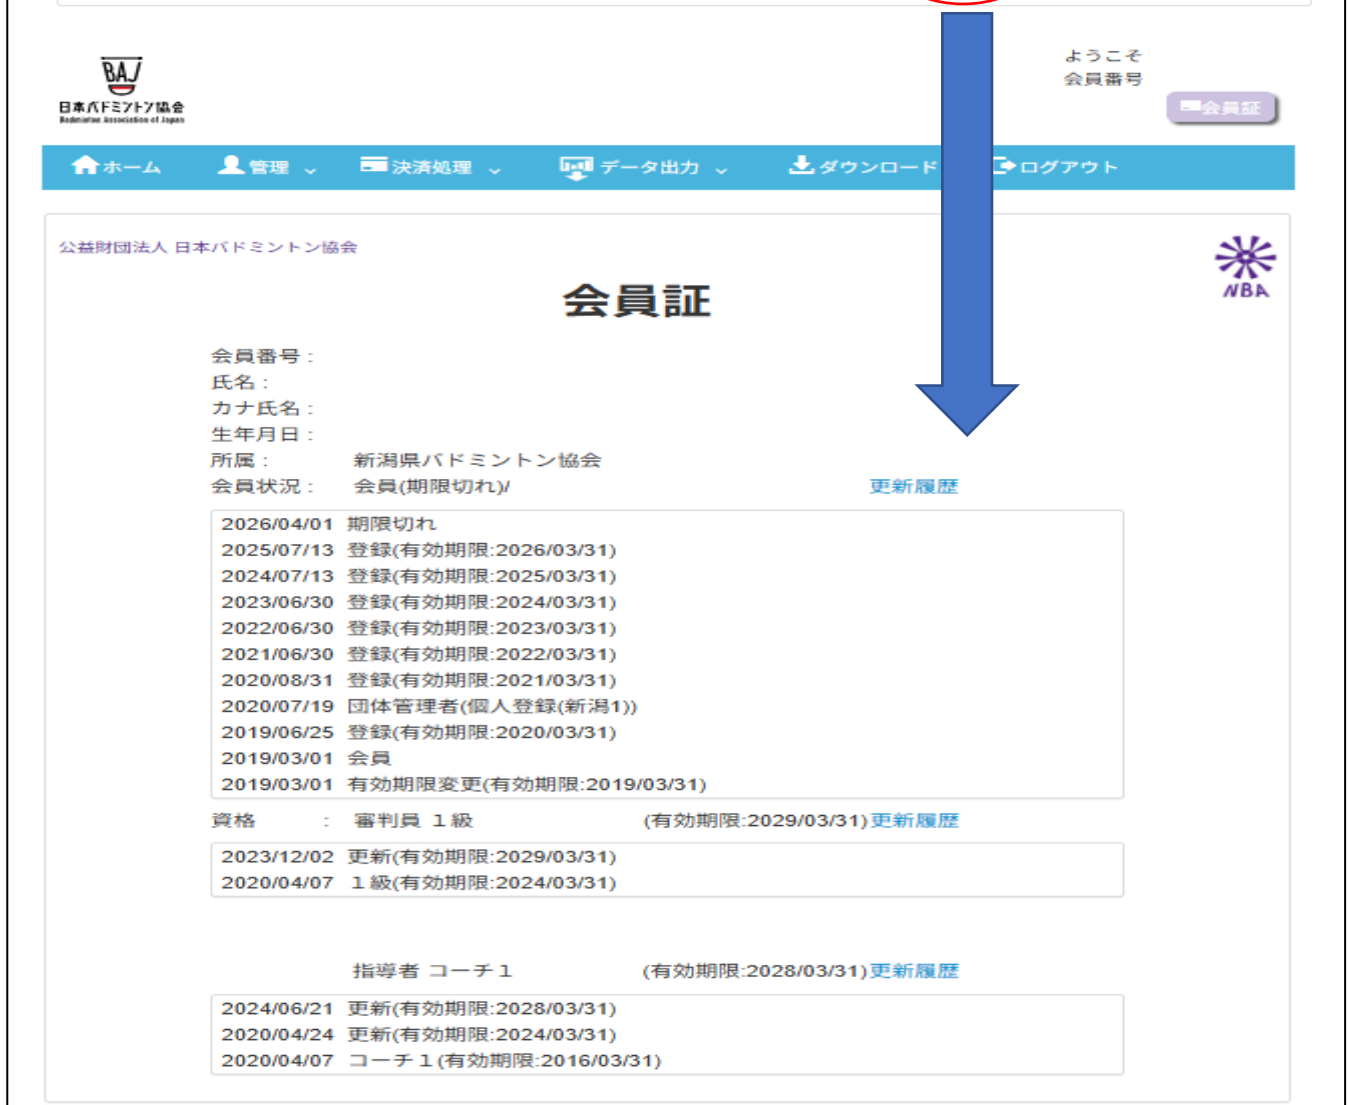 ようこそ
会員番号
BAJ
日本バドミントン協会
Badminton Association of Japan
会員証
ホーム 管理 決済処理 データ出力 ダウンロード ログアウト
公益財団法人 日本バドミントン協会
NBA
会員証
会員番号 :
氏名 :
カナ氏名 :
生年月日 :
所属 : 新潟県バドミントン協会
会員状況 : 会員(期限切れ)/ 更新履歴
2026/04/01 期限切れ
2025/07/13 登録(有効期限:2026/03/31)
2024/07/13 登録(有効期限:2025/03/31)
2023/06/30 登録(有効期限:2024/03/31)
2022/06/30 登録(有効期限:2023/03/31)
2021/06/30 登録(有効期限:2022/03/31)
2020/08/31 登録(有効期限:2021/03/31)
2020/07/19 団体管理者(個人登録(新潟1))
2019/06/25 登録(有効期限:2020/03/31)
2019/03/01 会員
2019/03/01 有効期限変更(有効期限:2019/03/31)
資格 : 審判員 1級 (有効期限:2029/03/31) 更新履歴
2023/12/02 更新(有効期限:2029/03/31)
2020/04/07 1級(有効期限:2024/03/31)
指導者 コーチ1 (有効期限:2028/03/31) 更新履歴
2024/06/21 更新(有効期限:2028/03/31)
2020/04/24 更新(有効期限:2024/03/31)
2020/04/07 コーチ1(有効期限:2016/03/31)